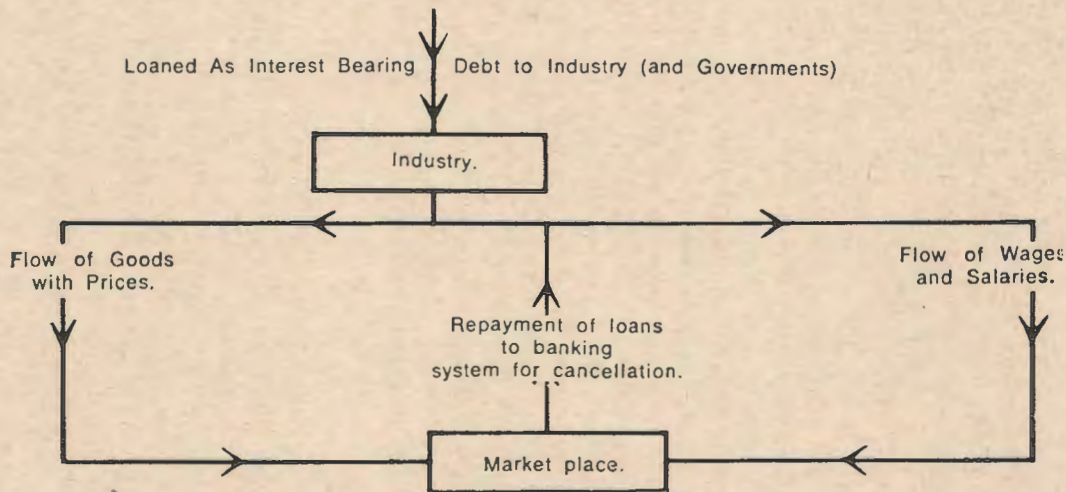 Loaned As Interest Bearing Debt to Industry (and Governments)
Industry.
Flow of Goods
with Prices.
Flow of Wages
and Salaries.
Repayment of loans
to banking
system for cancellation.
Market place.